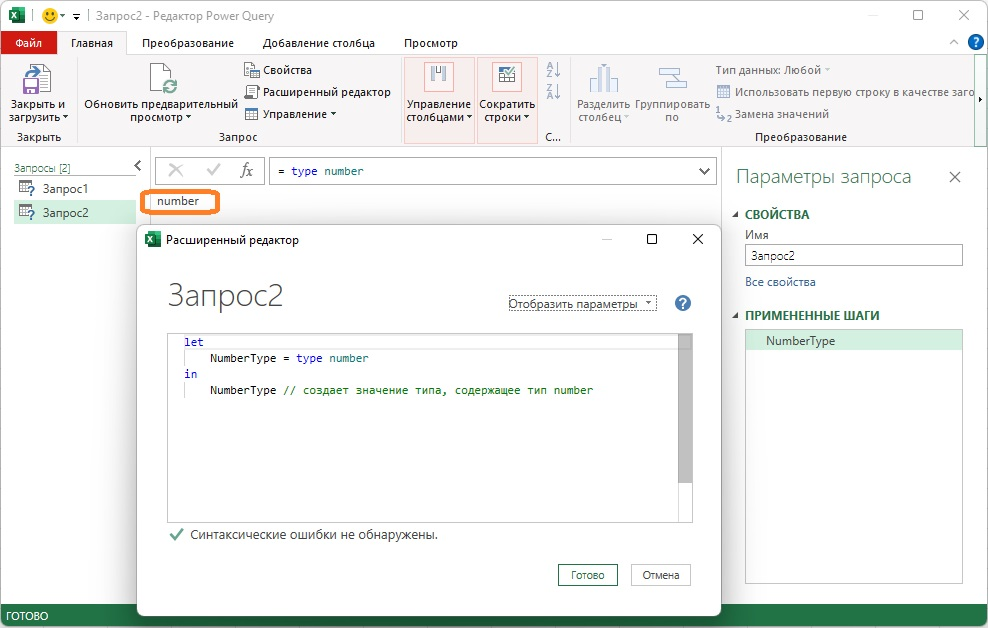 Запрос2 - Редактор Power Query
Файл
Главная
Преобразование
Добавление столбца
Просмотр
Закрыть и
загрузить
Закрыть
Обновить предварительный
просмотр
Свойства
Расширенный редактор
Управление
Запрос
Управление
столбцами
Сократить
строки
С...
Разделить
столбец
Группировать
по
Тип данных: Любой
Использовать первую строку в качестве заго
Замена значений
Преобразование
Запросы [2]
Запрос1
Запрос2
fx
= type number
number
Расширенный редактор
Запрос2
Отобразить параметры
?
let
NumberType = type number
in
NumberType // создает значение типа, содержащее тип number
Синтаксические ошибки не обнаружены.
Готово
Отмена
Параметры запроса
СВОЙСТВА
Имя
Запрос2
Все свойства
ПРИМЕНЕННЫЕ ШАГИ
NumberType
ГОТОВО